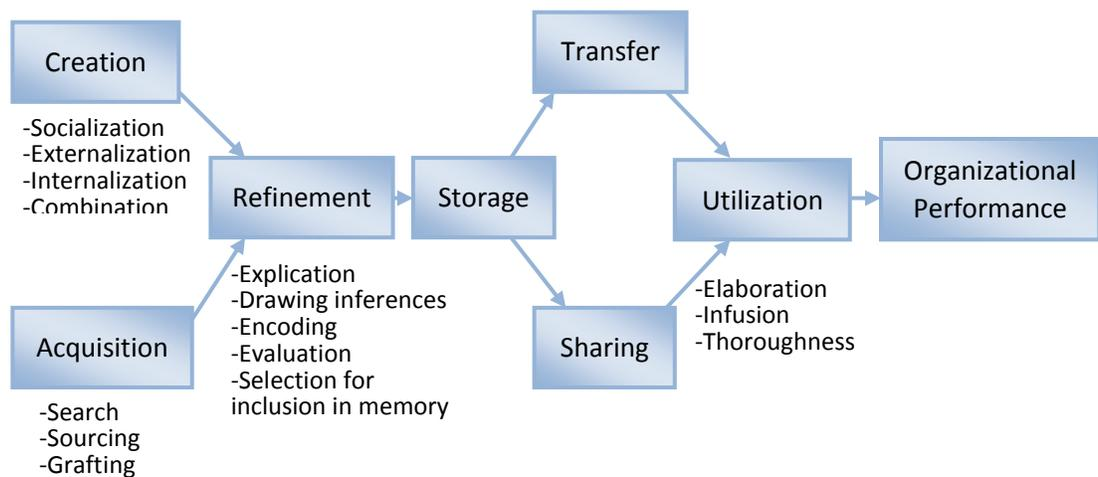 Creation
-Socialization
-Externalization
-Internalization
-Combination
Acquisition
-Search
-Sourcing
-Grafting
Refinement
-Explication
-Drawing inferences
-Encoding
-Evaluation
-Selection for
inclusion in memory
Storage
Transfer
Sharing
Utilization
-Elaboration
-Infusion
-Thoroughness
Organizational
Performance